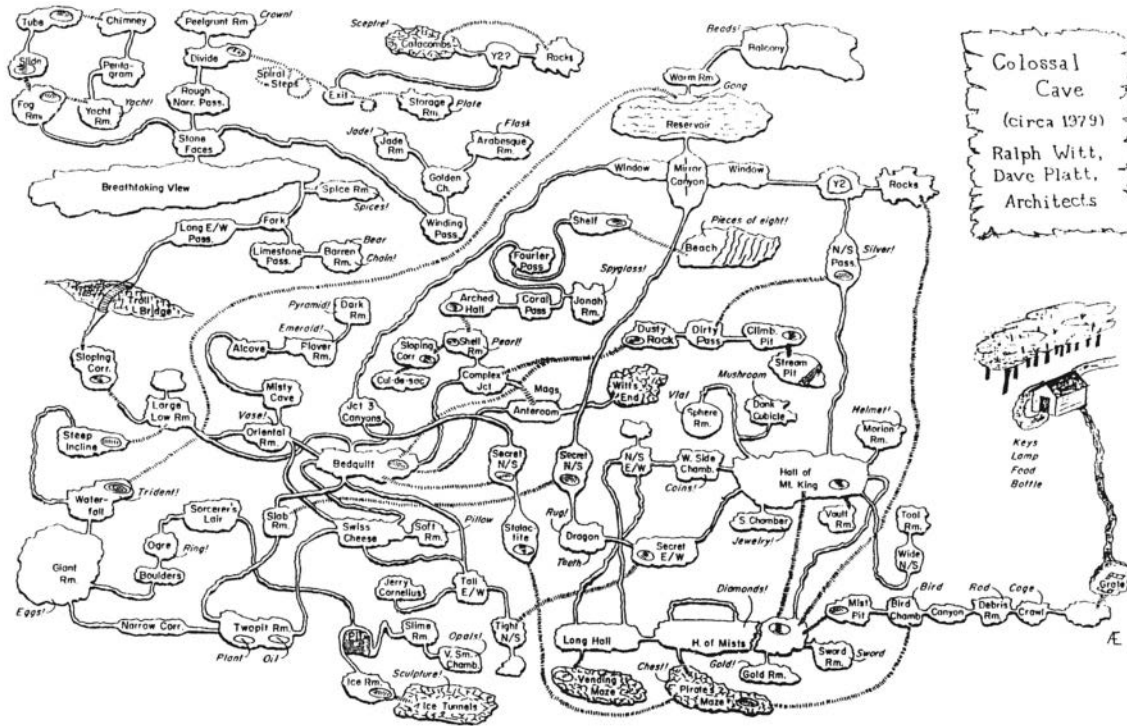 Tube
Chimney
Peelgrunt Rm
Crown!
Slide
Penta-
gram
Divide
Spiral
Steps
Exit
Fog
Rm.
Yacht
Rm.
Yacht!
Rough
Narr. Pass.
Stone
Faces
Sceptre!
Catacombs
Y2?
Rocks
Storage
Rm.
Plate
Beads!
Balcony
Warm Rm
Gong
Reservoir
Colossal
Cave
(circa 1979)
Ralph Witt,
Dave Platt,
Architects
Jade!
Jade
Rm
Flask
Arabesque
Rm.
Golden
Ch.
Winding
Pass.
Window
Mirror
Canyon
Window
Y2
Rocks
Breathtaking View
Spice Rm.
Spices!
Long E/W
Pass.
Fork
Limestone
Pass.
Barren
Rm.
Bear
Chain!
Troll
Bridge
Shelf
Pieces of eight!
Beach
Fourier
Pass
Spyglass!
Arched
Hall
Coral
Pass
Jonah
Rm.
N/S
Pass.
Silver!
Pyramid!
Dark
Rm
Emerald!
Alcove
Plover
Rm.
Sloping
Corr.
Sloping
Corr.
Cul-de-sac
Shell
Rm
Pearl!
Complex
Jct
Dusty
Rock
Dirty
Pass
Climb.
Pit
Stream
Pit
Mags
Anteroom
Witt's
End
Misty
Cave
Vase!
Oriental
Rm.
Jct 3
Canyons
Large
Low Rm
Steep
Incline
Bedquilt
Secret
N/S
Secret
N/S
N/S
E/W
Vial
Sphere
Rm.
Mushroom
Dank
Cubicle
W. Side
Chamb.
Coins!
Hall of
Mt. King
Helmet!
Morion
Rm.
Keys
Lamp
Food
Bottle
Water-
fall
Trident!
Sorcerer's
Lair
Slab
Rm.
Swiss
Cheese
Soft
Rm.
Pillow
Stalac
tite
Rug!
Dragon
Teeth
Secret
E/W
S. Chamber
Jewelry!
Vault
Rm.
Tool
Rm.
Wide
N/S
Giant
Rm.
Eggs!
Ogre
Ring!
Boulders
Jerry
Cornelius
Tall
E/W
Tight
N/S
Diamonds!
Long Hall
H. of Mists
Mist
Pit
Bird
Bird
Chamb.
Canyon
Rod
Debris
Rm.
Cage
Crawl
Grate
Narrow Corr.
Twopit Rm.
Plant
Oil
Pit
Slime
Rm
Opals!
V. Sm.
Chamb.
Ice Rm.
Sculpture!
Ice Tunnels
Vending
Maze
Chest!
Pirate's
Maze
Gold!
Gold Rm.
Sword
Rm.
Sword
Æ